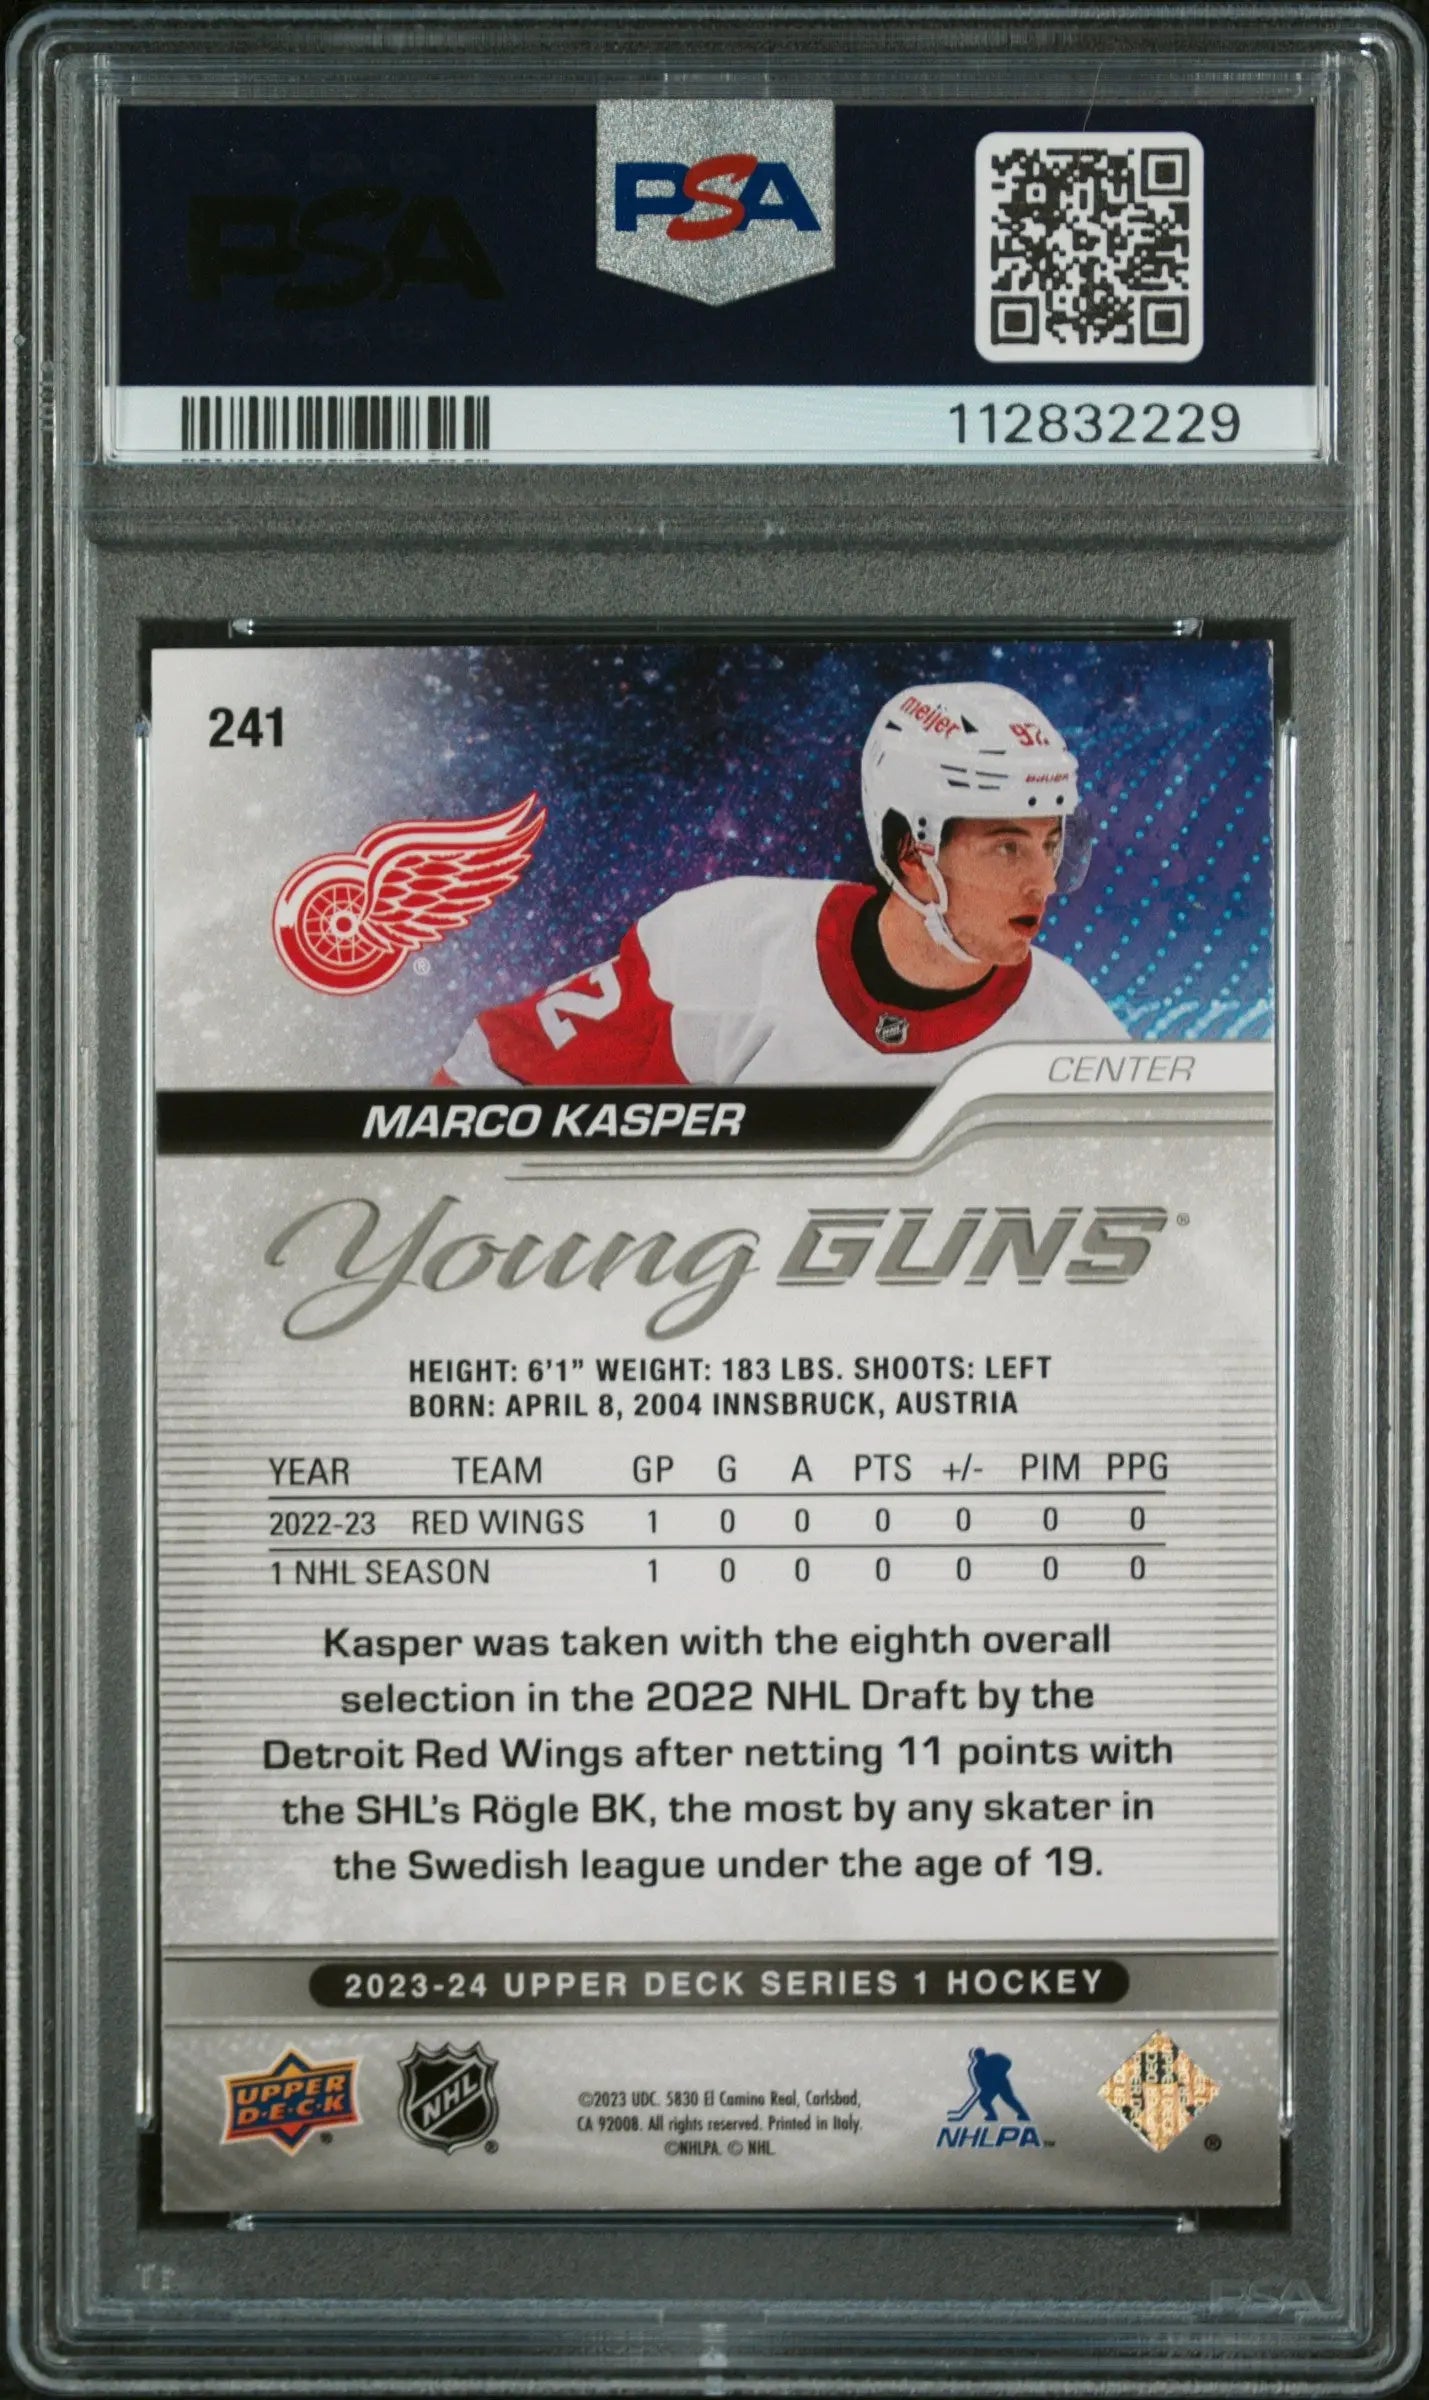 PSA
PSA
112832229
241
meijer
92
BAUER
2
NHL
CENTER
MARCO KASPER
Young GUNS®
HEIGHT: 6'1” WEIGHT: 183 LBS. SHOOTS: LEFT
BORN: APRIL 8, 2004 INNSBRUCK, AUSTRIA
YEAR TEAM GP G A PTS +/- PIM PPG
2022-23 RED WINGS 1 0 0 0 0 0 0
1 NHL SEASON 1 0 0 0 0 0 0
Kasper was taken with the eighth overall
selection in the 2022 NHL Draft by the
Detroit Red Wings after netting 11 points with
the SHL's Rögle BK, the most by any skater in
the Swedish league under the age of 19.
2023-24 UPPER DECK SERIES 1 HOCKEY
UPPER
D·E·C·K ®
NHL ®
©2023 UDC. 5830 El Camino Real, Carlsbad,
CA 92008. All rights reserved. Printed in Italy.
©NHLPA. © NHL.
NHLPA™
®
PSA